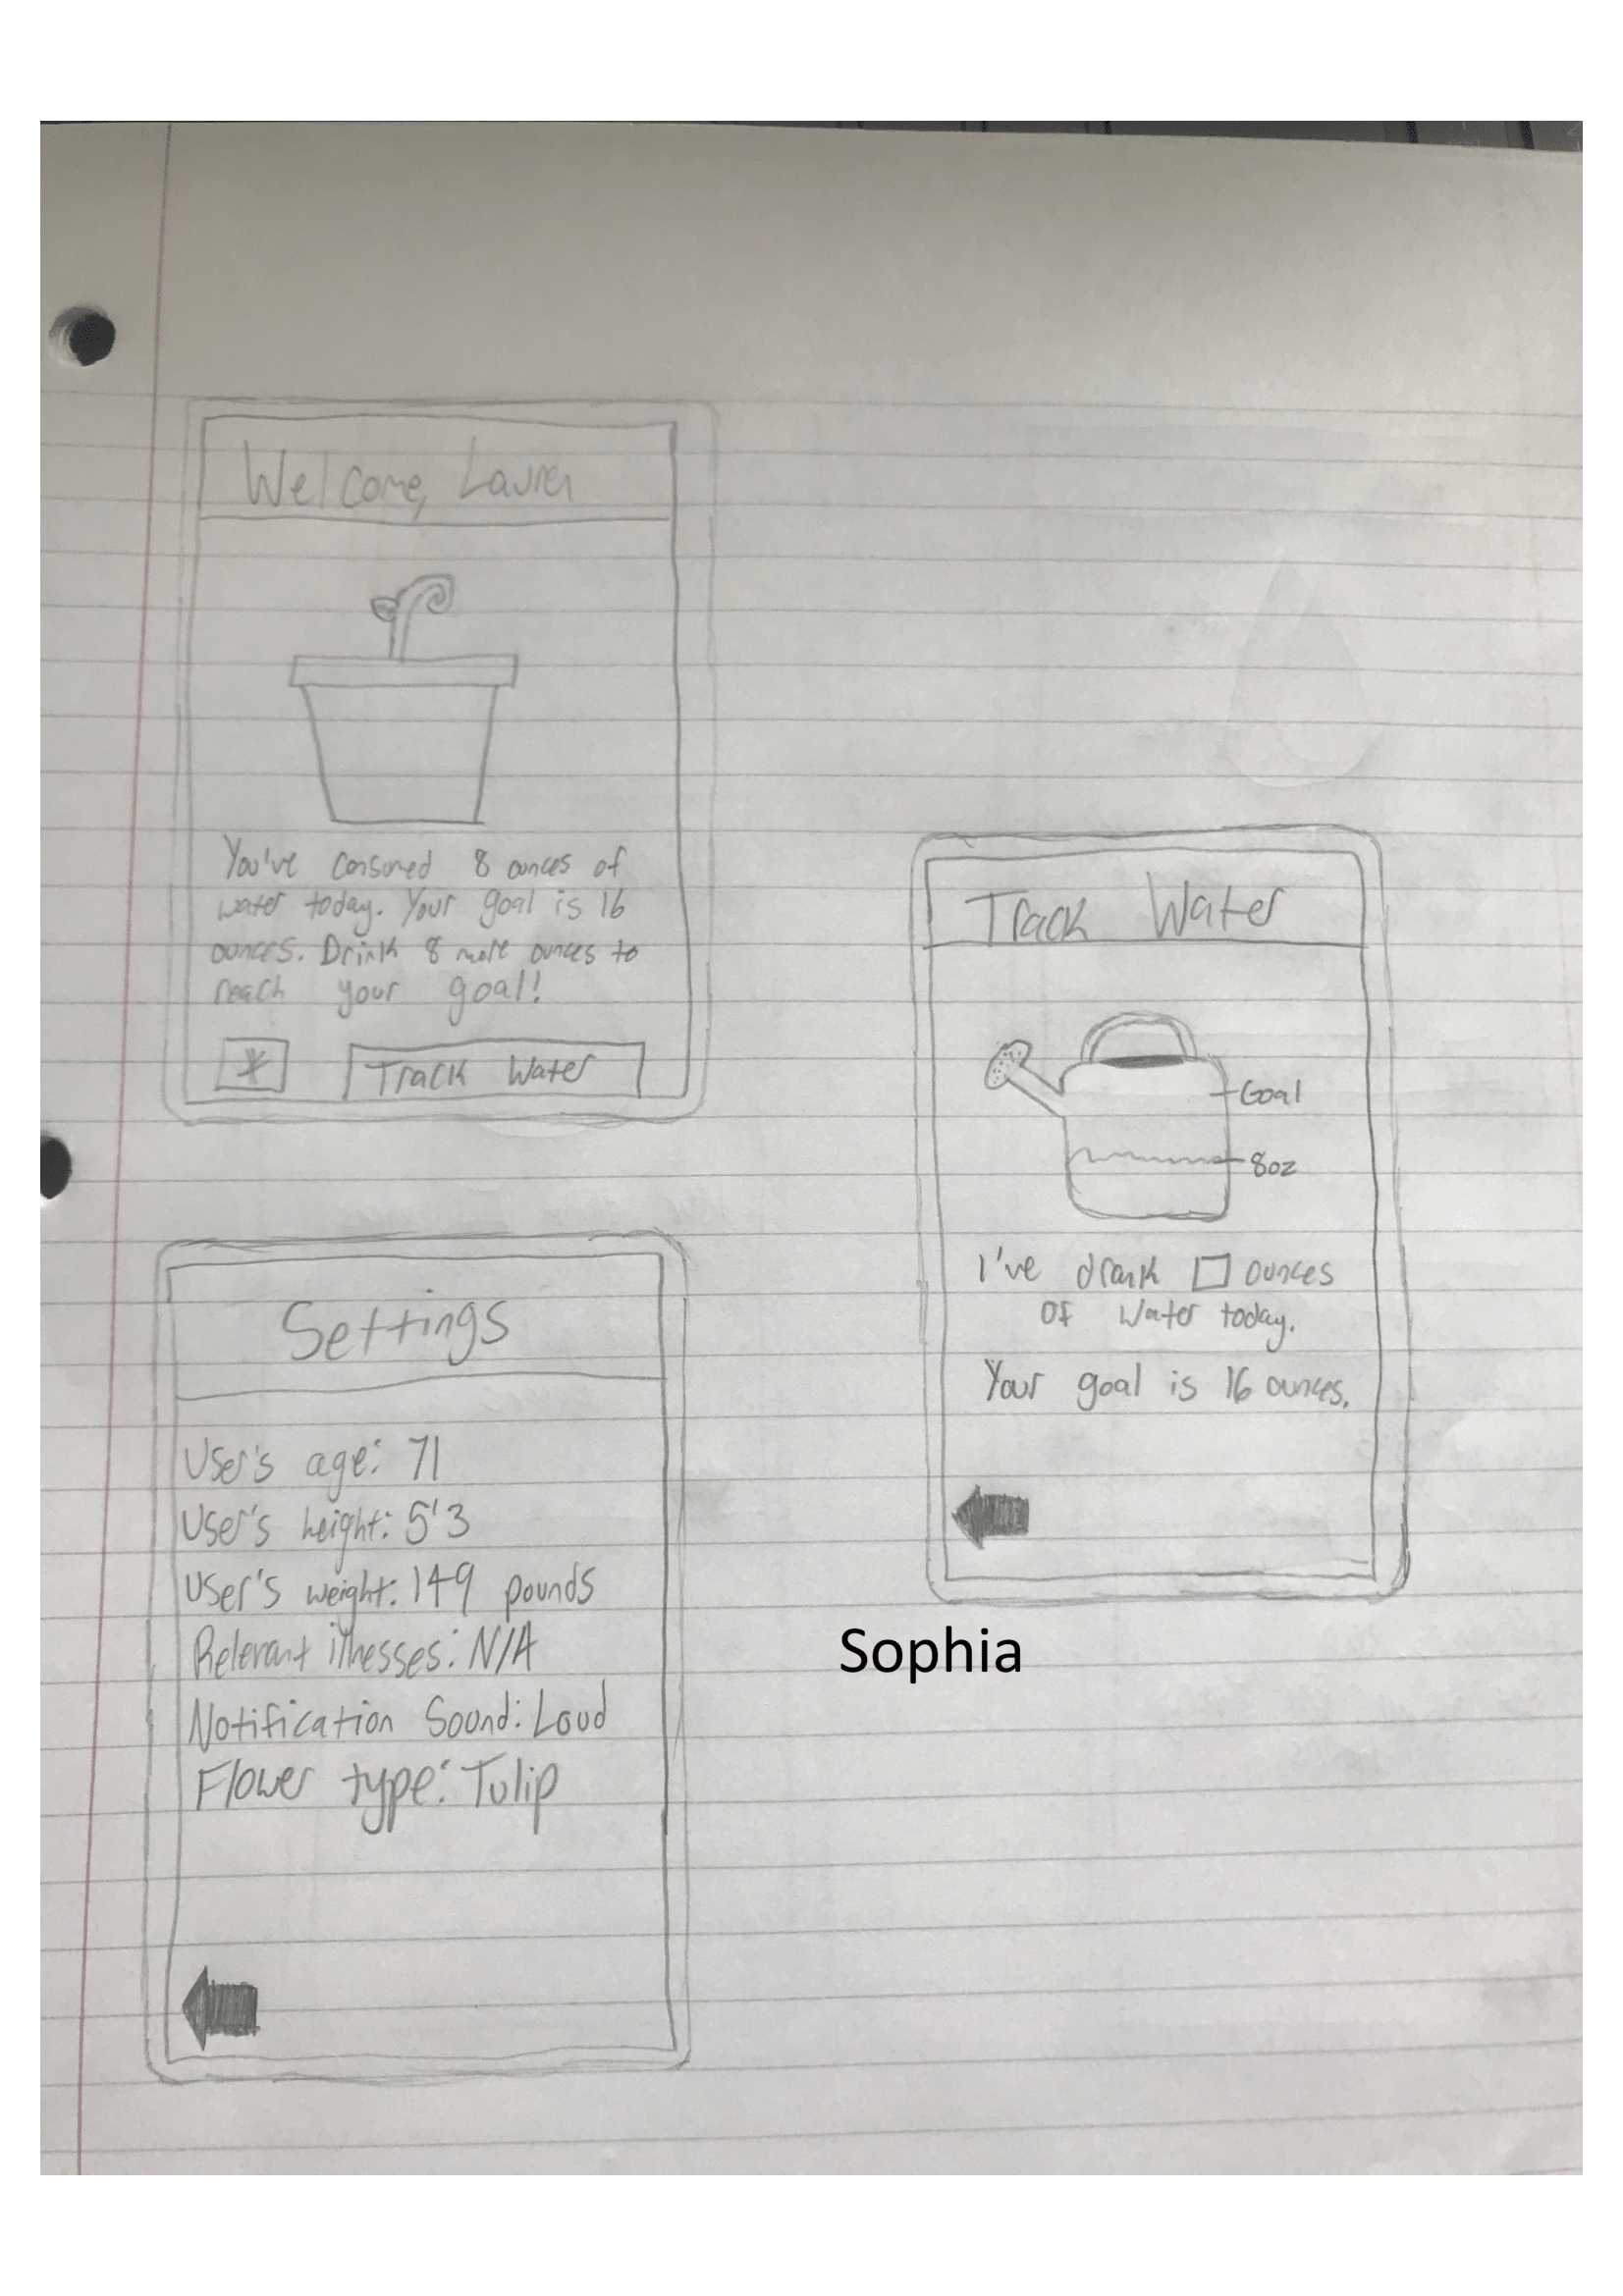 Welcome, Lauren
You've consumed 8 ounces of
water today. Your goal is 16
ounces. Drink 8 more ounces to
reach your goal!
*
Track Water
Track Water
Goal
8oz
I've drank ounces
of water today.
Your goal is 16 ounces.
Settings
User's age: 71
User's height: 5'3
User's weight: 149 pounds
Relevant illnesses: N/A
Notification Sound: Loud
Flower type: Tulip
Sophia